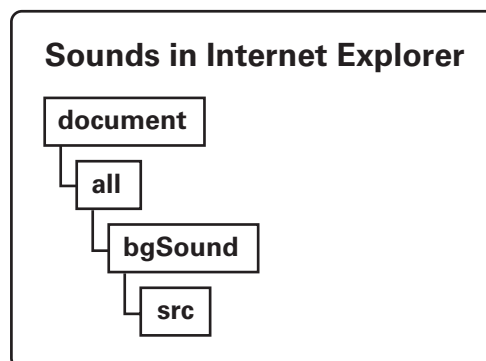 Sounds in Internet Explorer
document
all
bgSound
src